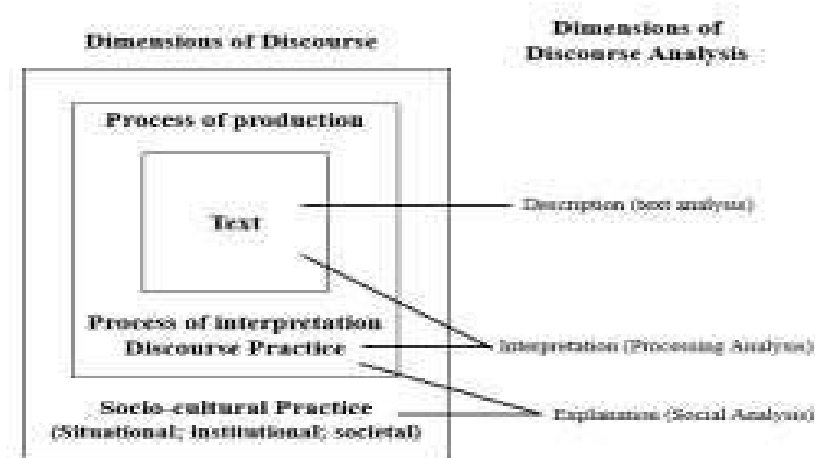 Dimensions of Discourse
Dimensions of
Discourse Analysis
Process of production
Text
Description (text analysis)
Process of interpretation
Discourse Practice
Interpretation (Processing Analysis)
Socio-cultural Practice
(Situational; institutional; societal)
Explanation (Social Analysis)